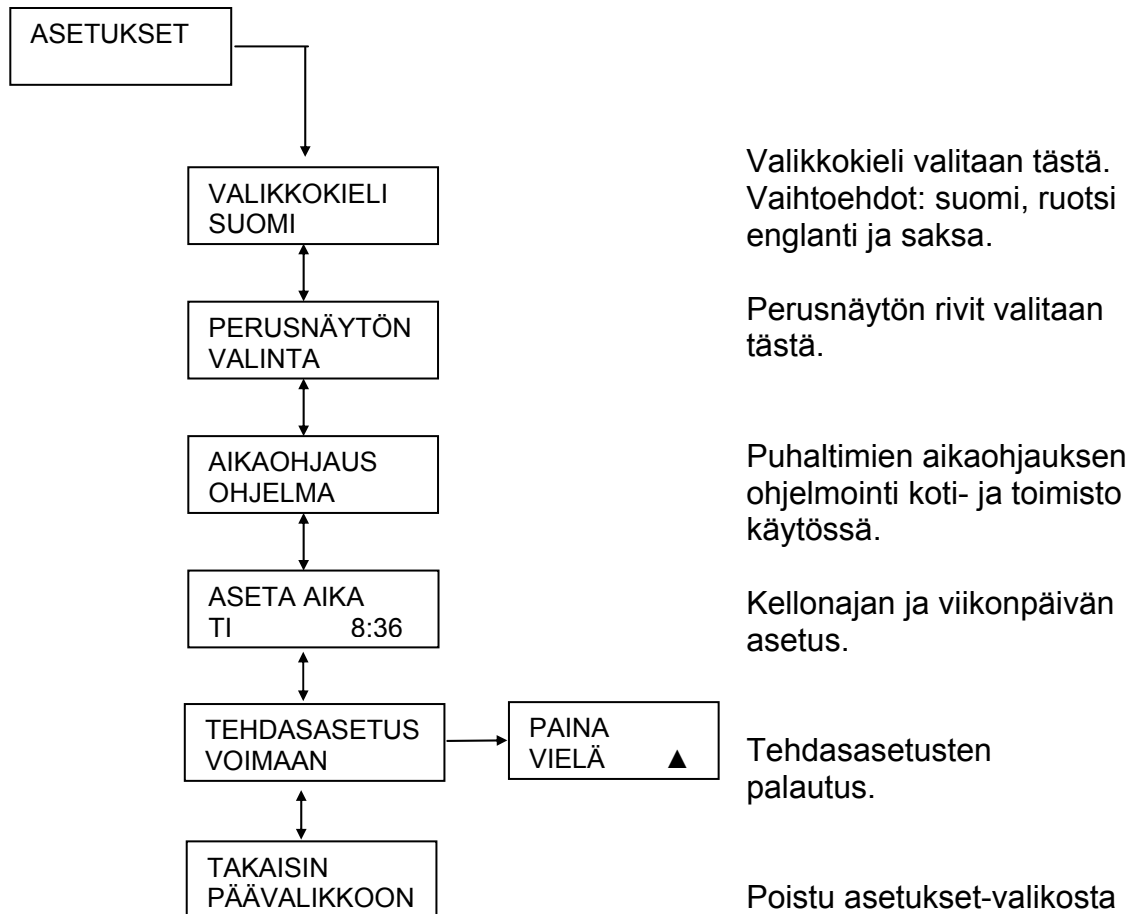 ASETUKSET
VALIKKOKIELI
SUOMI
Valikkokieli valitaan tästä.
Vaihtoehdot: suomi, ruotsi
englanti ja saksa.
PERUSNÄYTÖN
VALINTA
Perusnäytön rivit valitaan
tästä.
AIKAOHJAUS
OHJELMA
Puhaltimien aikaohjauksen
ohjelmointi koti- ja toimisto
käytössä.
ASETA AIKA
TI 8:36
Kellonajan ja viikonpäivän
asetus.
TEHDASASETUS
VOIMAAN
PAINA
VIELÄ ▲
Tehdasasetusten
palautus.
TAKAISIN
PÄÄVALIKKOON
Poistu asetukset-valikosta